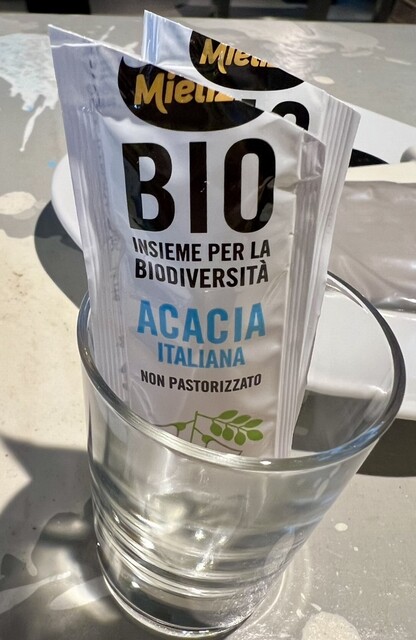 BIO
INSIEME PER LA
BIODIVERSITÀ
ACACIA
ITALIANA
NON PASTORIZZATO